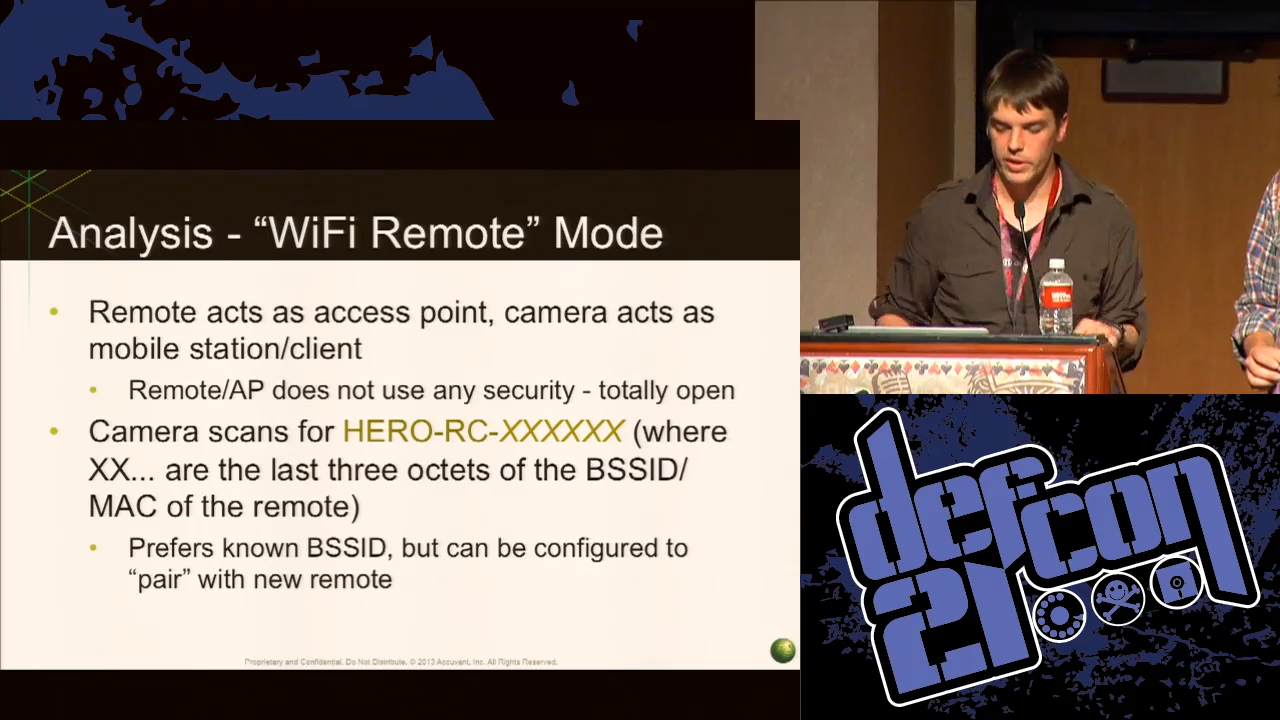 Analysis - “WiFi Remote” Mode
• Remote acts as access point, camera acts as
mobile station/client
• Remote/AP does not use any security - totally open
• Camera scans for HERO-RC-XXXXXX (where
XX... are the last three octets of the BSSID/
MAC of the remote)
• Prefers known BSSID, but can be configured to
“pair” with new remote
Proprietary and Confidential. Do Not Distribute. © 2013 Accuvant, Inc. All Rights Reserved.
defcon
21